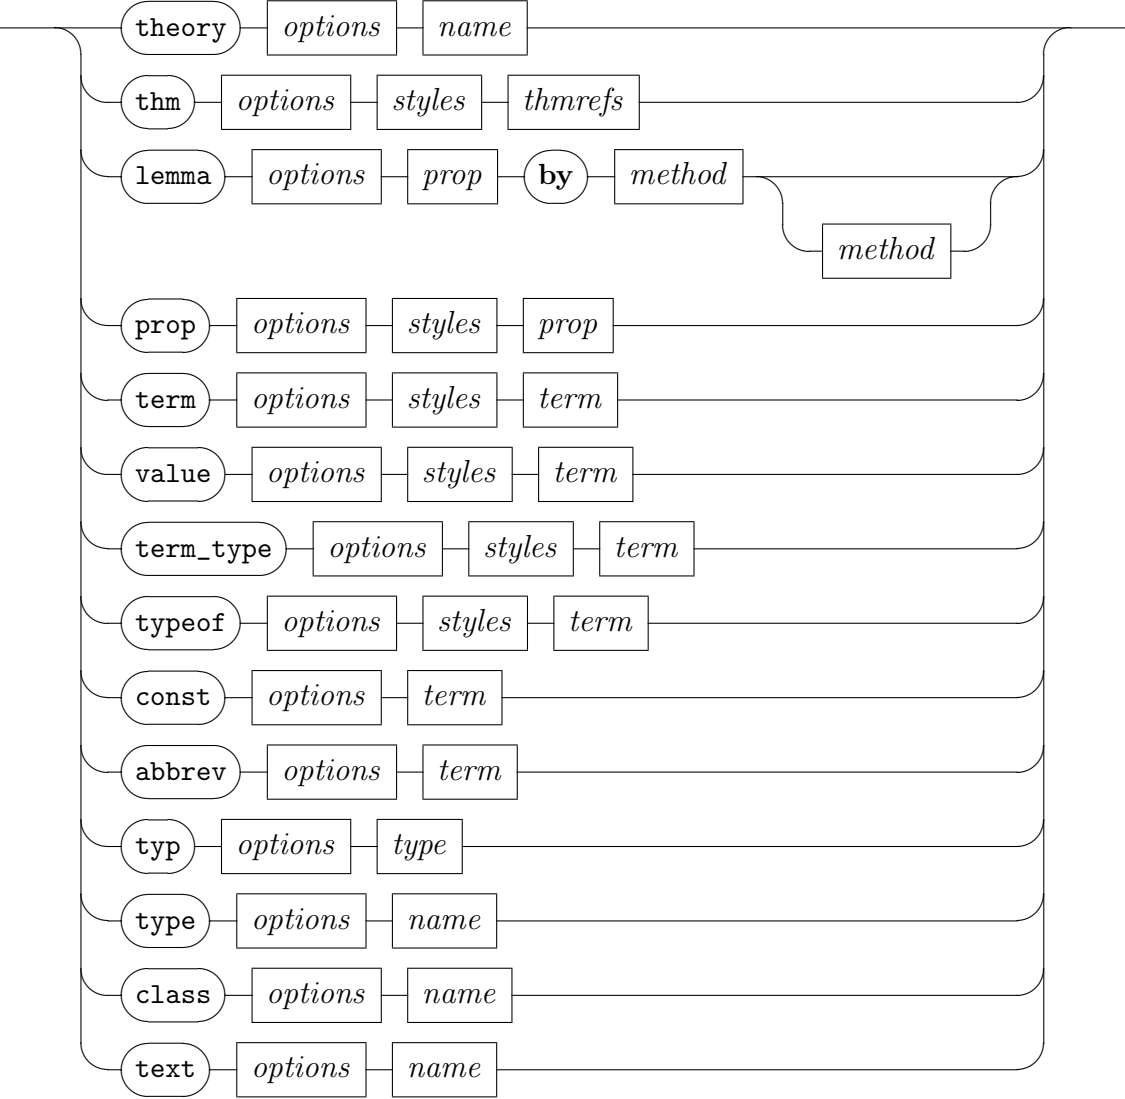 theory options name
thm options styles thmrefs
lemma options prop by method
method
prop options styles prop
term options styles term
value options styles term
term_type options styles term
typeof options styles term
const options term
abbrev options term
typ options type
type options name
class options name
text options name